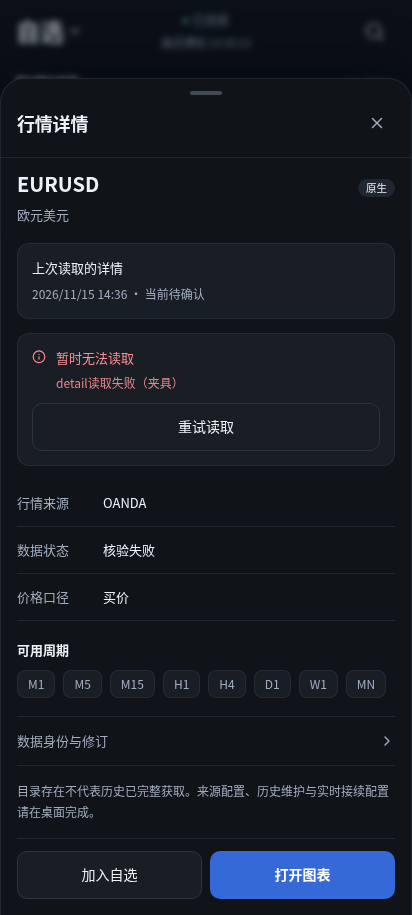 自选
行情详情
EURUSD
原生
欧元美元
上次读取的详情
2026/11/15 14:36 • 当前待确认
暂时无法读取
detail读取失败（夹具）
重试读取
行情来源 OANDA
数据状态 核验失败
价格口径 买价
可用周期
M1 M5 M15 H1 H4 D1 W1 MN
数据身份与修订
目录存在不代表历史已完整获取。来源配置、历史维护与实时接续配置
请在桌面完成。
加入自选 打开图表